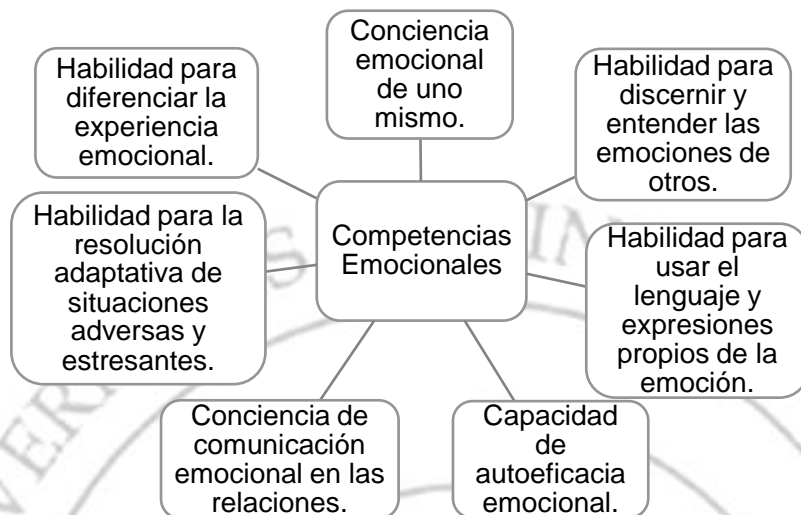 Conciencia
emocional
de uno
mismo.
Habilidad para
diferenciar la
experiencia
emocional.
Habilidad para
discernir y
entender las
emociones de
otros.
Habilidad para la
resolución
adaptativa de
situaciones
adversas y
estresantes.
Competencias
Emocionales
Habilidad para
usar el
lenguaje y
expresiones
propios de la
emoción.
Conciencia de
comunicación
emocional en las
relaciones.
Capacidad
de
autoeficacia
emocional.